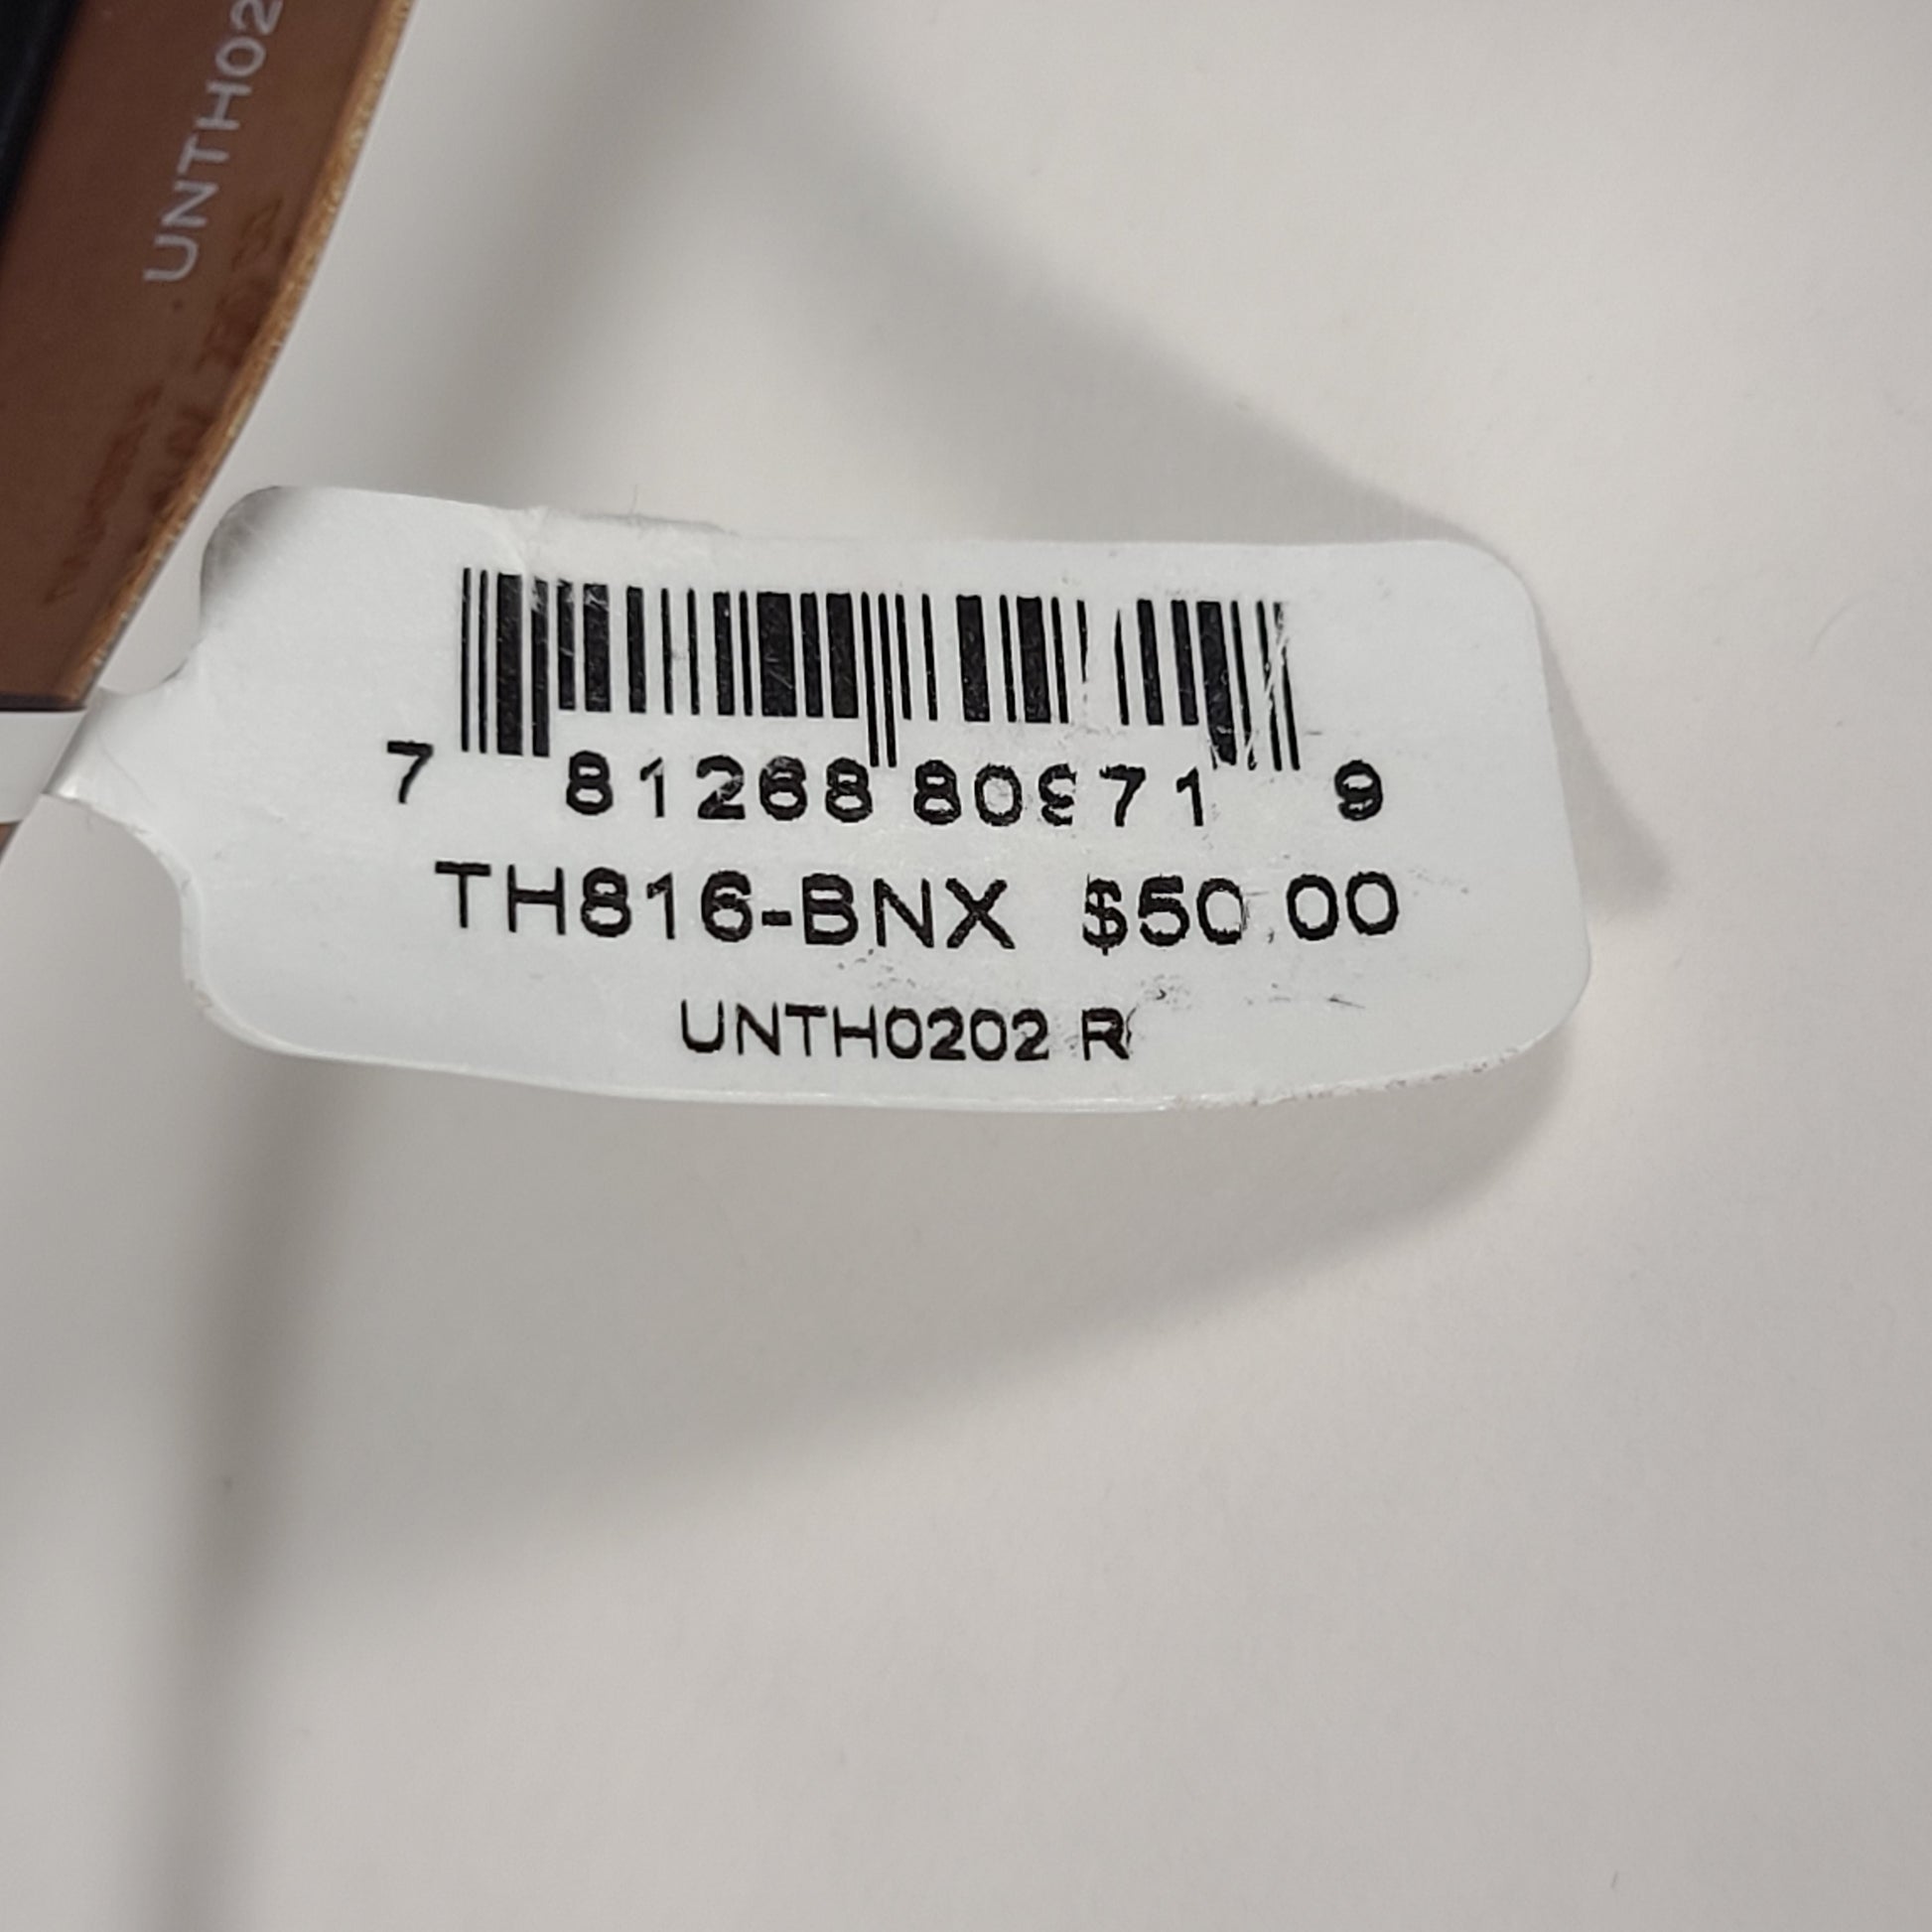 UNTH02
7 81268 80971 9
TH816-BNX $50.00
UNTH0202 R